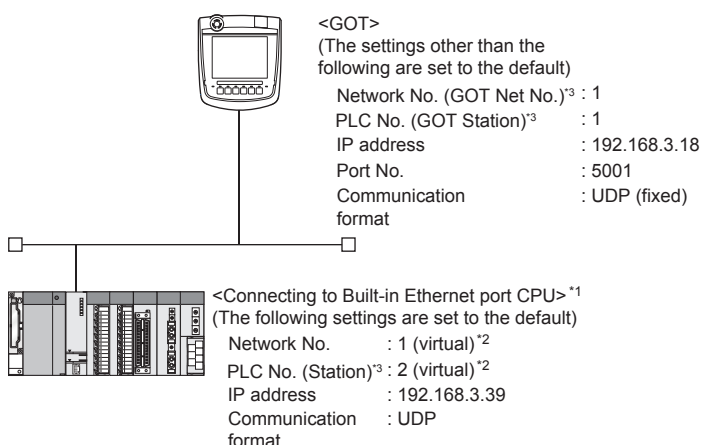 <GOT>
(The settings other than the
following are set to the default)
Network No. (GOT Net No.)*3 : 1
PLC No. (GOT Station)*3 : 1
IP address : 192.168.3.18
Port No. : 5001
Communication : UDP (fixed)
format
<Connecting to Built-in Ethernet port CPU>*1
(The following settings are set to the default)
Network No. : 1 (virtual)*2
PLC No. (Station)*3 : 2 (virtual)*2
IP address : 192.168.3.39
Communication : UDP
format